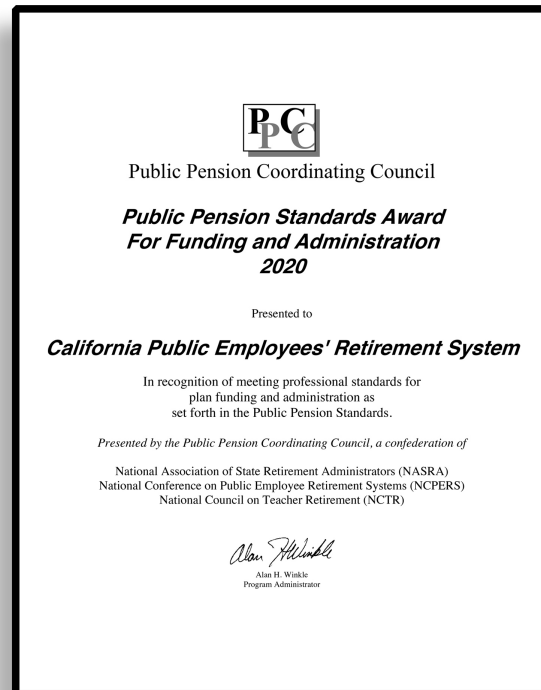 PPCC
Public Pension Coordinating Council
Public Pension Standards Award
For Funding and Administration
2020
Presented to
California Public Employees' Retirement System
In recognition of meeting professional standards for
plan funding and administration as
set forth in the Public Pension Standards.
Presented by the Public Pension Coordinating Council, a confederation of
National Association of State Retirement Administrators (NASRA)
National Conference on Public Employee Retirement Systems (NCPERS)
National Council on Teacher Retirement (NCTR)
Alan H Winkle
Alan H. Winkle
Program Administrator